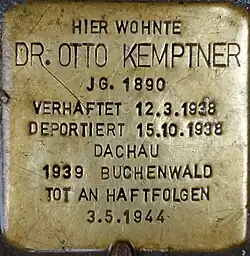 HIER WOHNTE
DR. OTTO KEMPTNER
JG. 1890
VERHAFTET 12.3.1938
DEPORTIERT 15.10.1938
DACHAU
1939 BUCHENWALD
TOT AN HAFTFOLGEN
3.5.1944